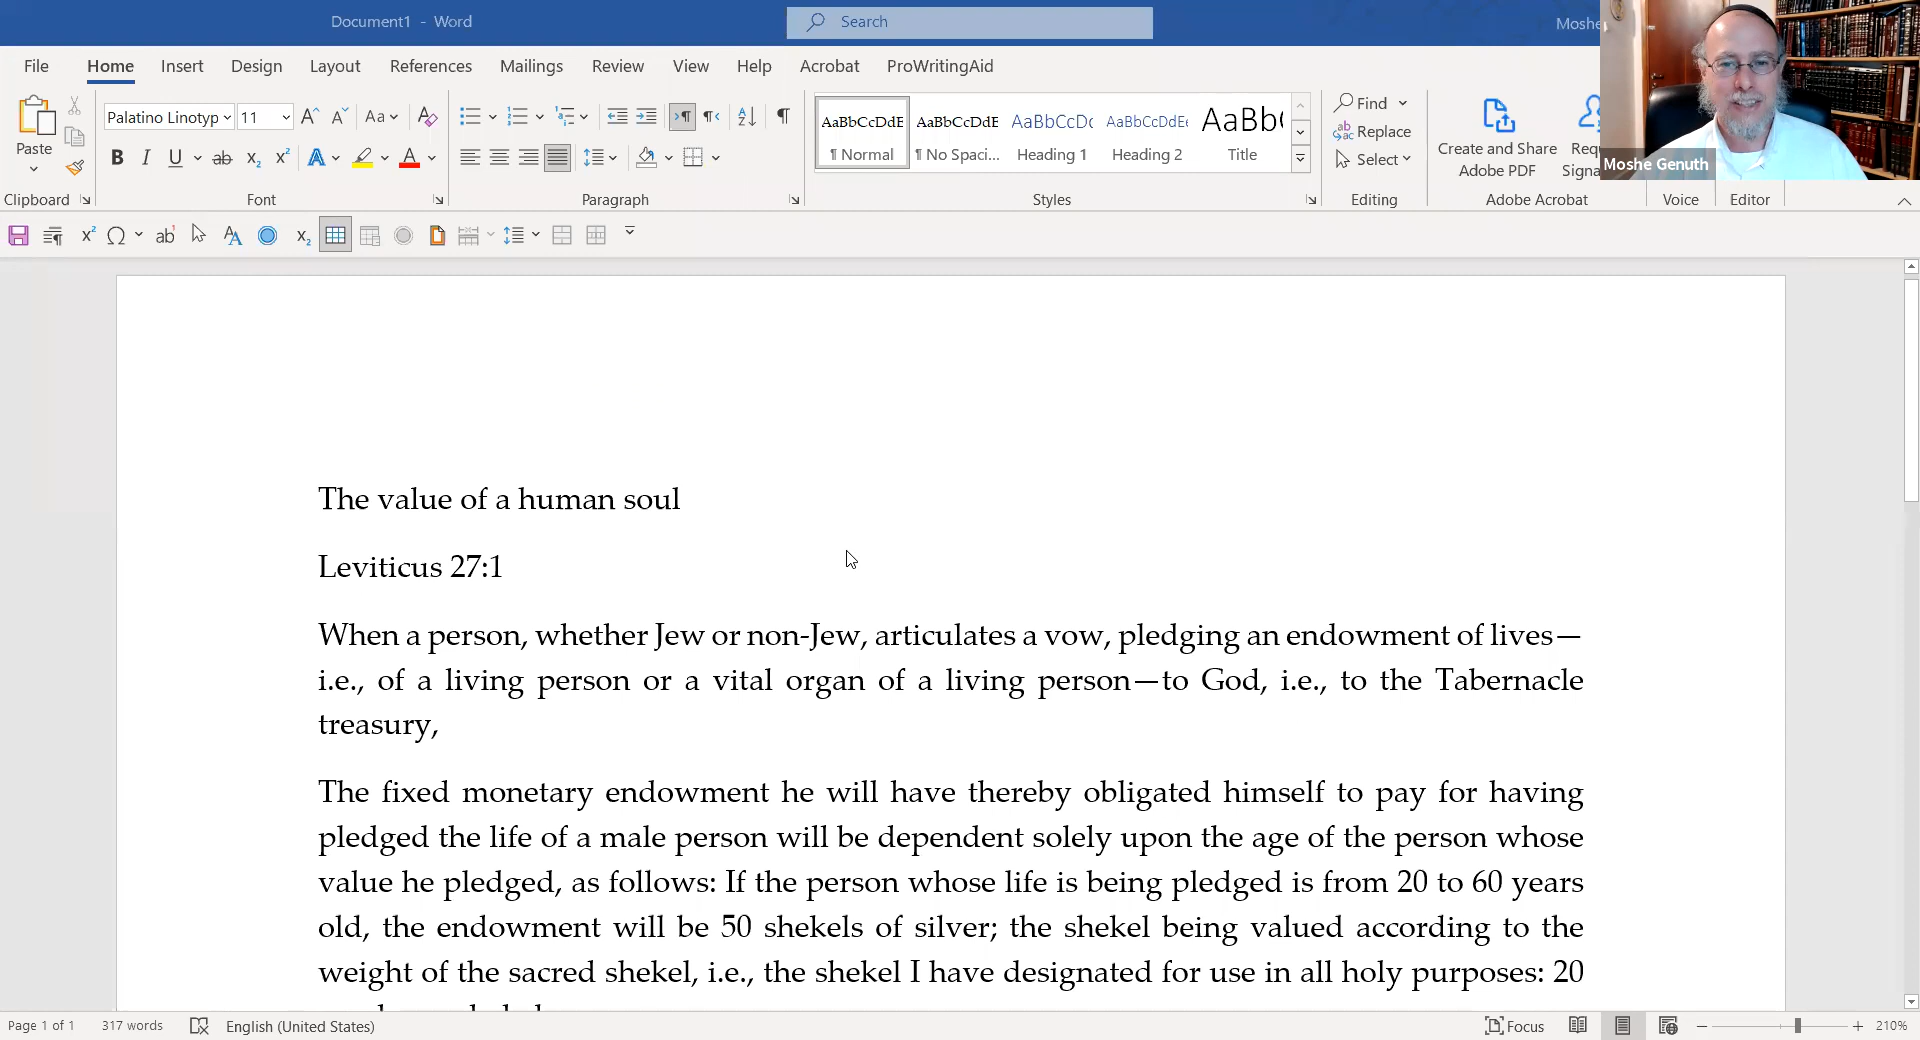 Document1 - Word
Search
Moshe
File Home Insert Design Layout References Mailings Review View Help Acrobat ProWritingAid
Palatino Linotyp 11
Paste
AaBbCcDdE AaBbCcDdE AaBbCcDc AaBbCcDdEe AaBb(
¶ Normal ¶ No Spaci... Heading 1 Heading 2 Title
Find
Replace
Select
Create and Share
Adobe PDF
Requ
Signa
Moshe Genuth
Clipboard Font Paragraph Styles Editing Adobe Acrobat Voice Editor
The value of a human soul
Leviticus 27:1
When a person, whether Jew or non-Jew, articulates a vow, pledging an endowment of lives—
i.e., of a living person or a vital organ of a living person—to God, i.e., to the Tabernacle
treasury,
The fixed monetary endowment he will have thereby obligated himself to pay for having
pledged the life of a male person will be dependent solely upon the age of the person whose
value he pledged, as follows: If the person whose life is being pledged is from 20 to 60 years
old, the endowment will be 50 shekels of silver; the shekel being valued according to the
weight of the sacred shekel, i.e., the shekel I have designated for use in all holy purposes: 20
Page 1 of 1 317 words English (United States) Focus 210%